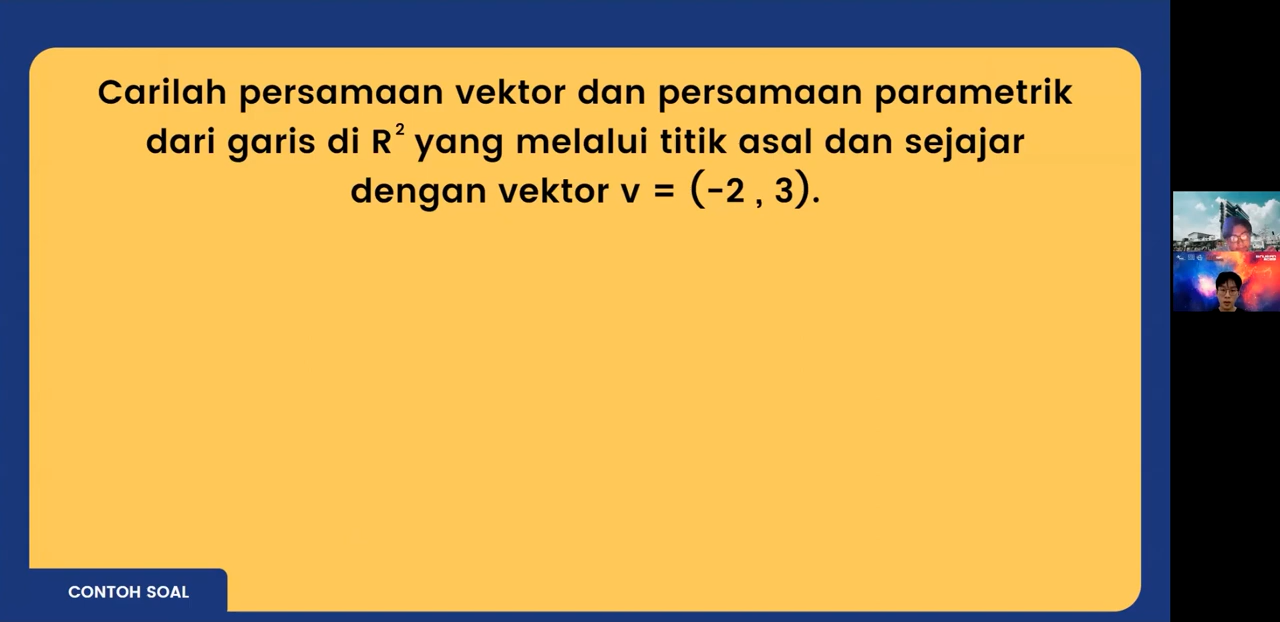 Carilah persamaan vektor dan persamaan parametrik
dari garis di R² yang melalui titik asal dan sejajar
dengan vektor v = (-2 , 3).
CONTOH SOAL